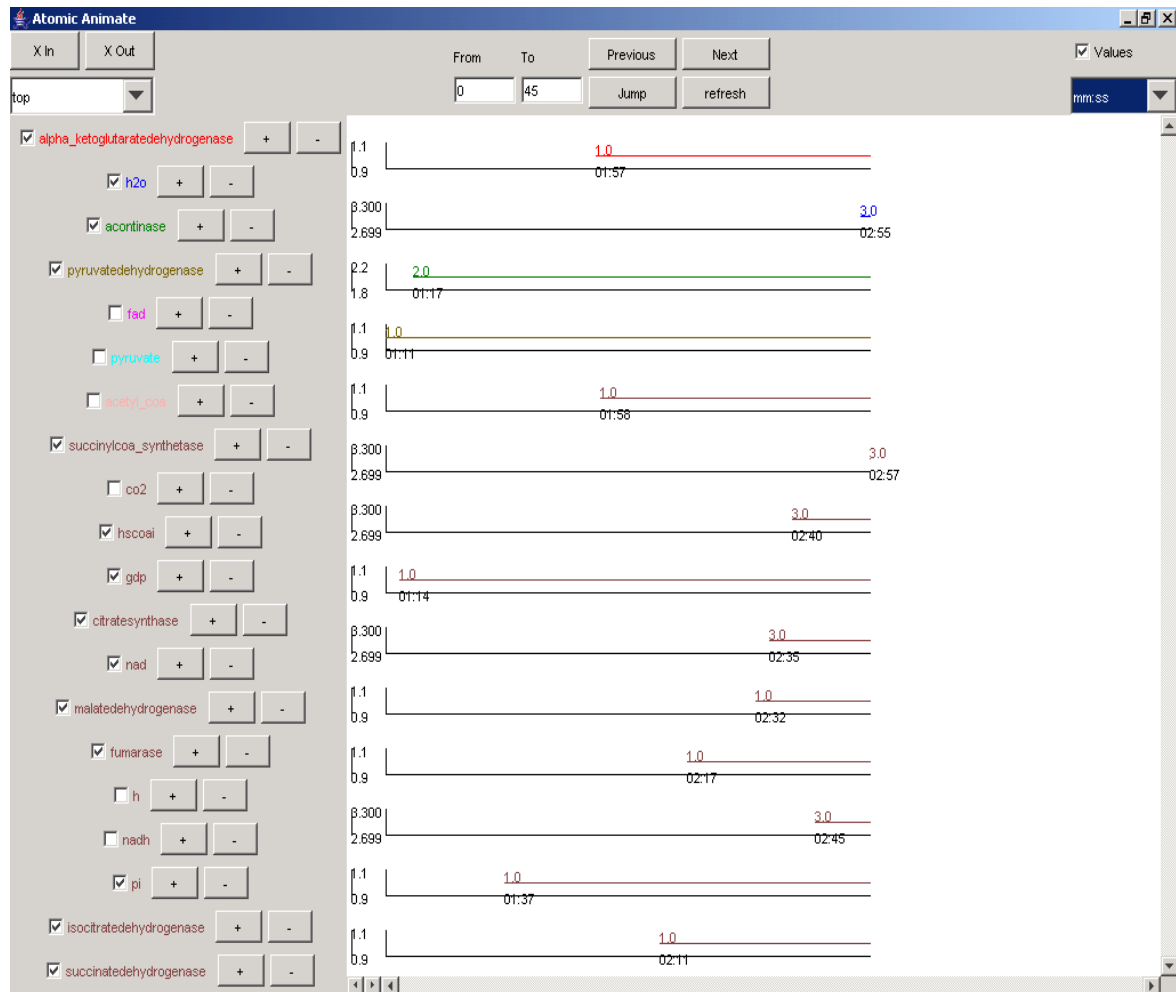 Atomic Animate
X In
X Out
From
To
Previous
Next
Values
top
0
45
Jump
refresh
mm:ss
alpha_ketoglutaratedehydrogenase + -
h2o + -
acontinase + -
pyruvatedehydrogenase + -
fad + -
pyruvate + -
acetyl_coa + -
succinylcoa_synthetase + -
co2 + -
hscoai + -
gdp + -
citratesynthase + -
nad + -
malatedehydrogenase + -
fumarase + -
h + -
nadh + -
pi + -
isocitratedehydrogenase + -
succinatedehydrogenase + -
1.1 1.0
0.9 01:57
3.300 3.0
2.699 02:55
2.2 2.0
1.8 01:17
1.1 1.0
0.9 01:11
1.1 1.0
0.9 01:58
3.300 3.0
2.699 02:57
3.300 3.0
2.699 02:40
1.1 1.0
0.9 01:14
3.300 3.0
2.699 02:35
1.1 1.0
0.9 02:32
1.1 1.0
0.9 02:17
3.300 3.0
2.699 02:45
1.1 1.0
0.9 01:37
1.1 1.0
0.9 02:11